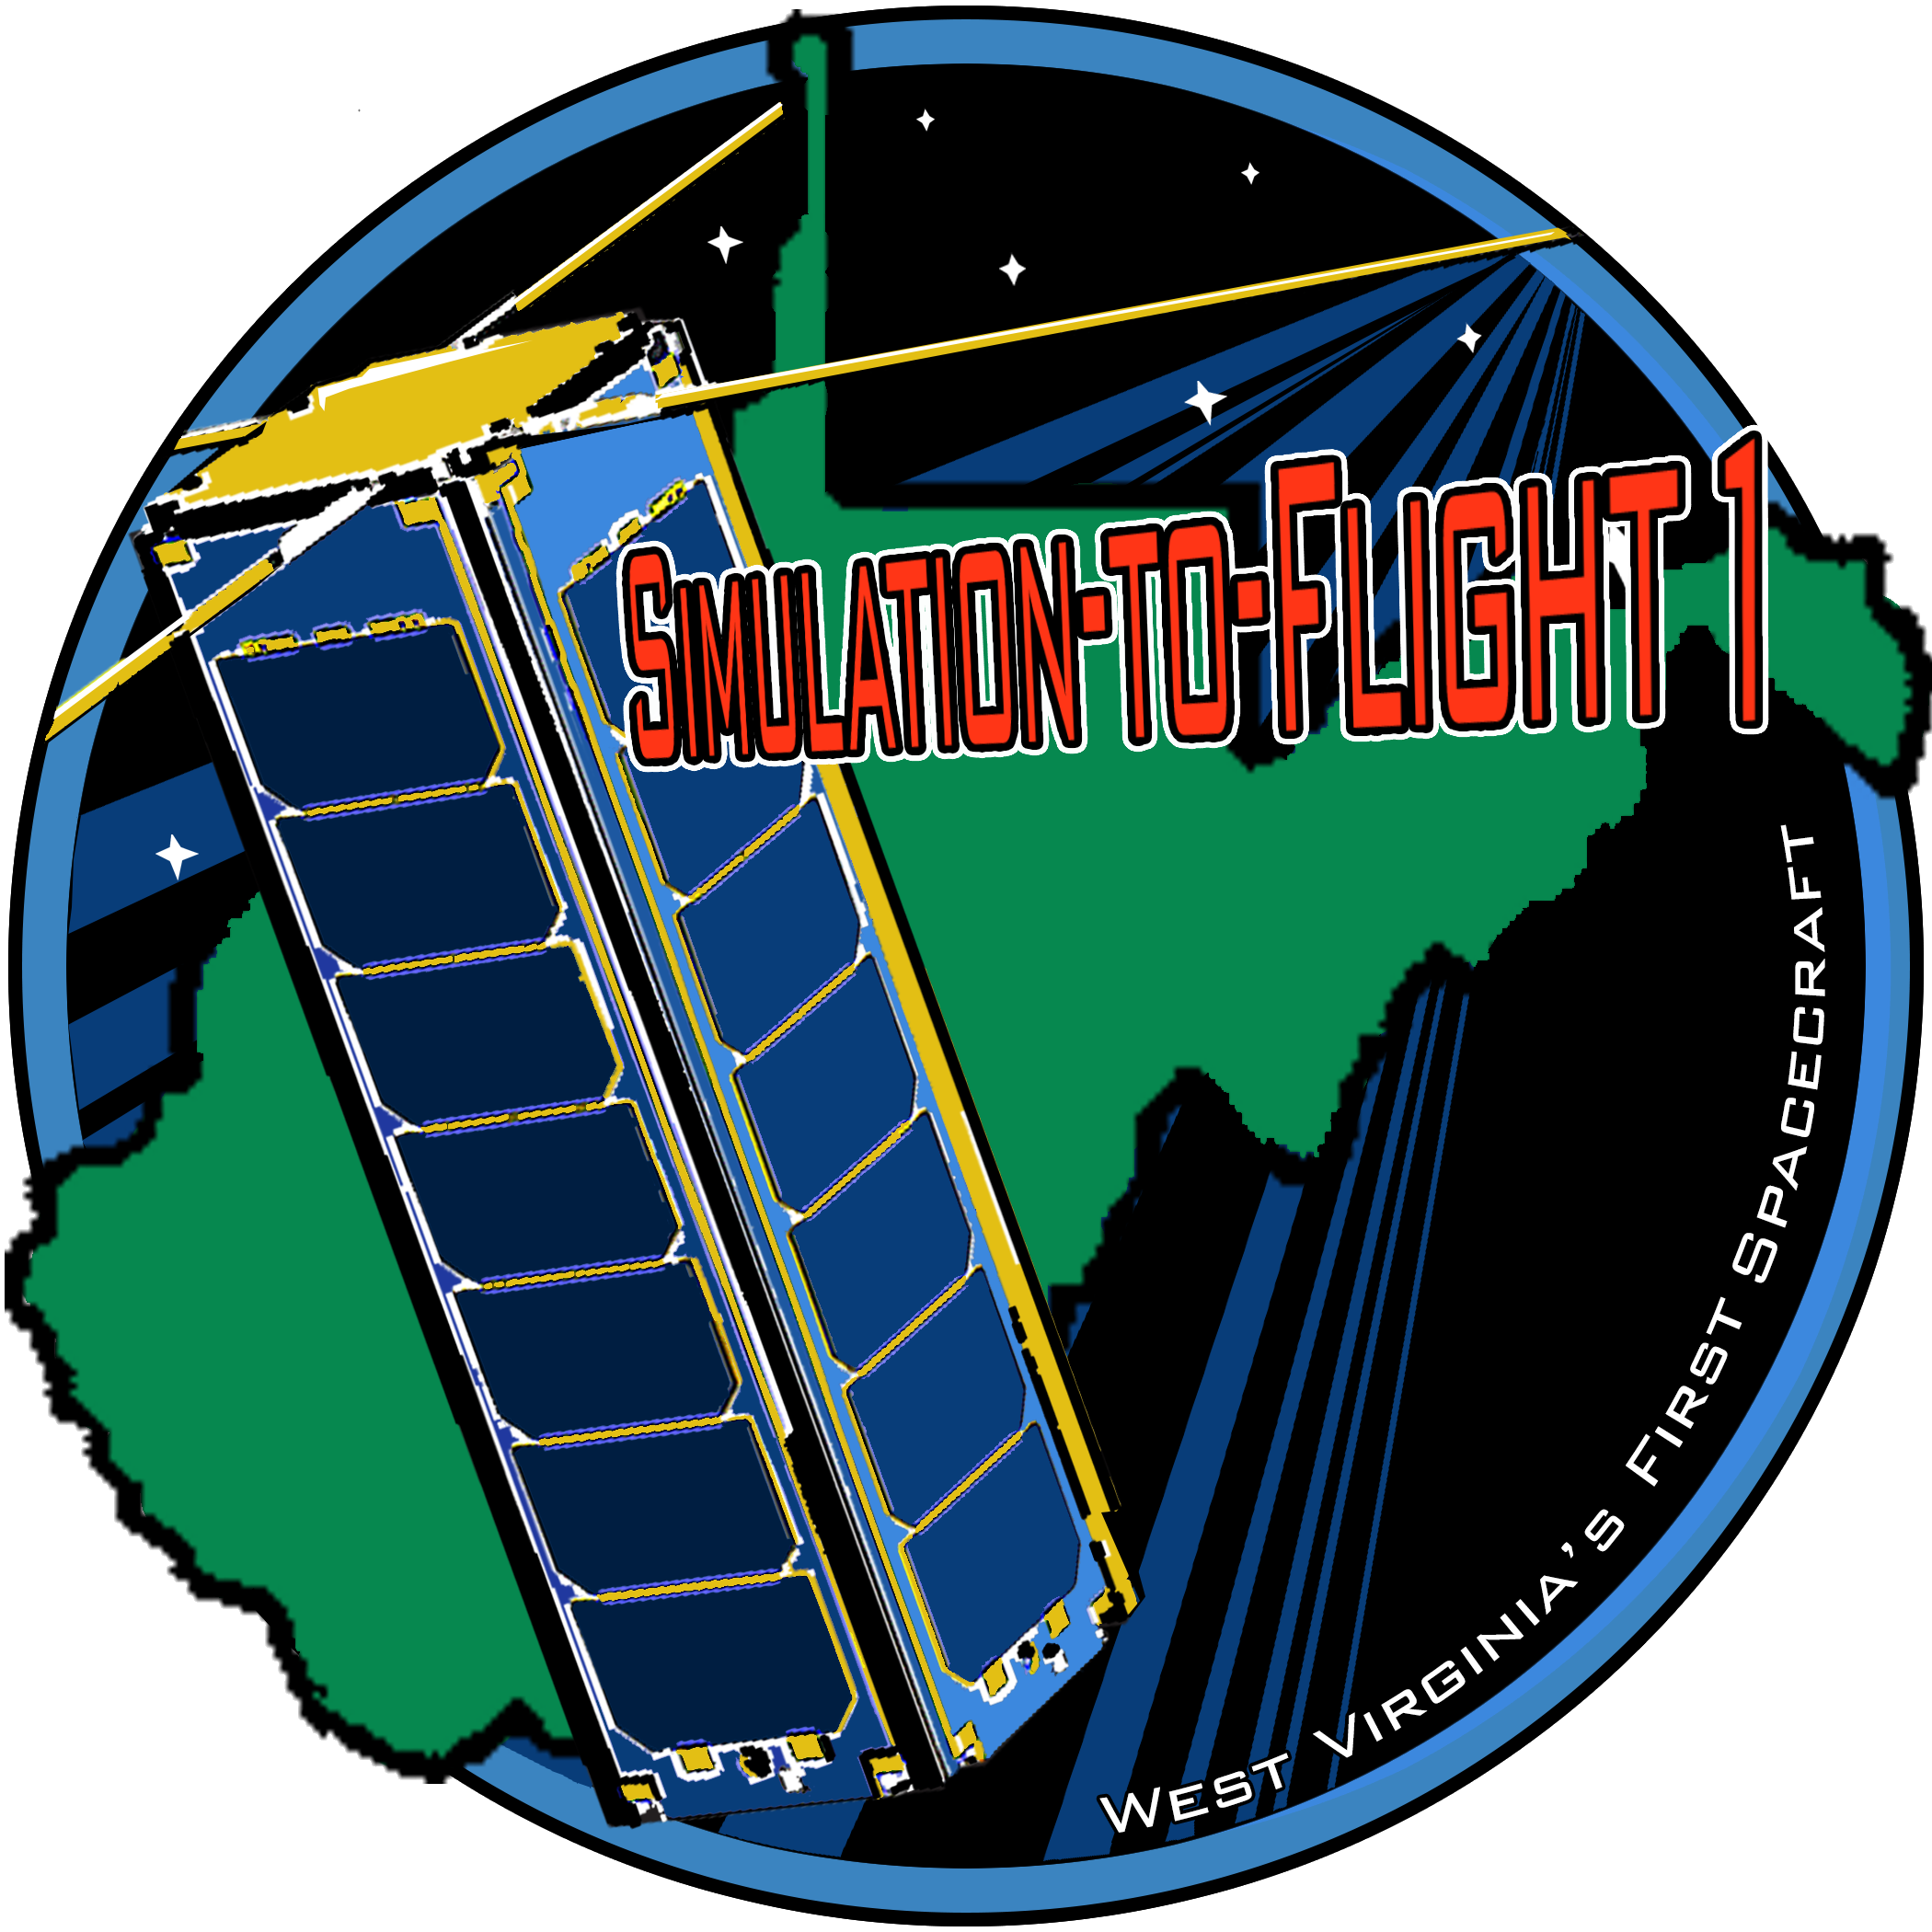 SIMULATION-TO-FLIGHT 1
WEST VIRGINIA'S FIRST SPACECRAFT